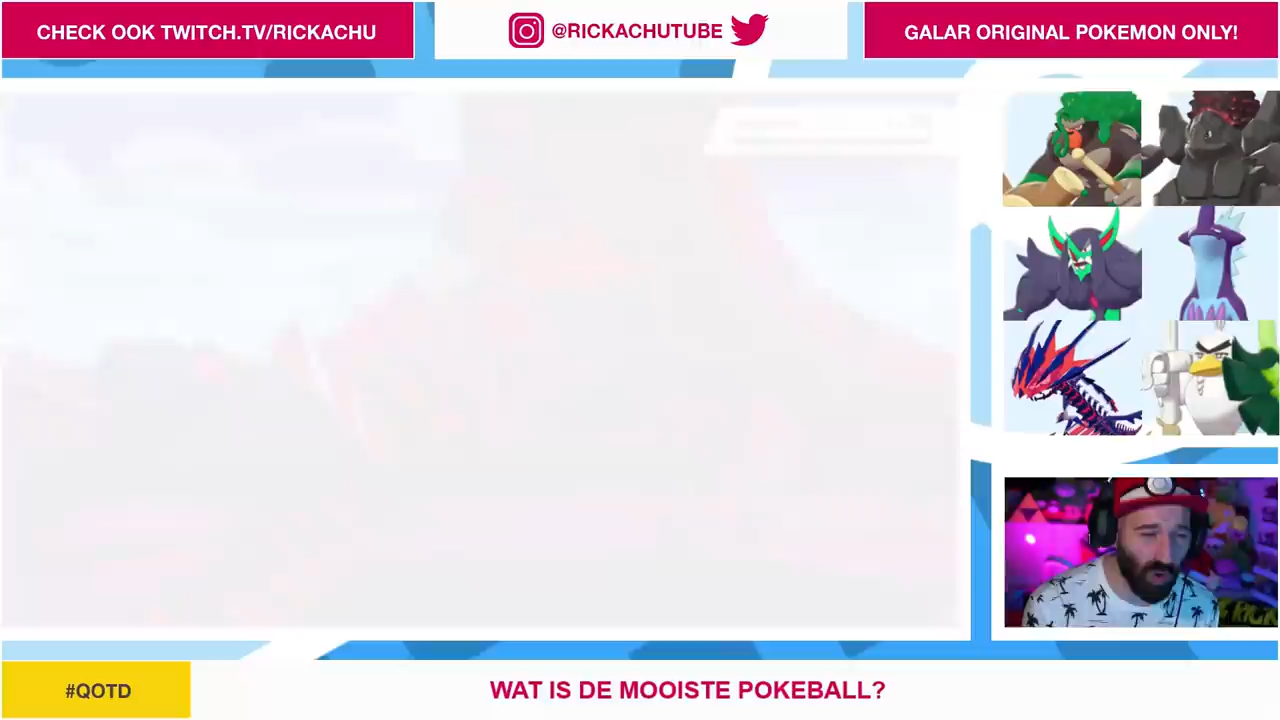 CHECK OOK TWITCH.TV/RICKACHU
@RICKACHUTUBE
GALAR ORIGINAL POKEMON ONLY!
#QOTD
WAT IS DE MOOISTE POKEBALL?